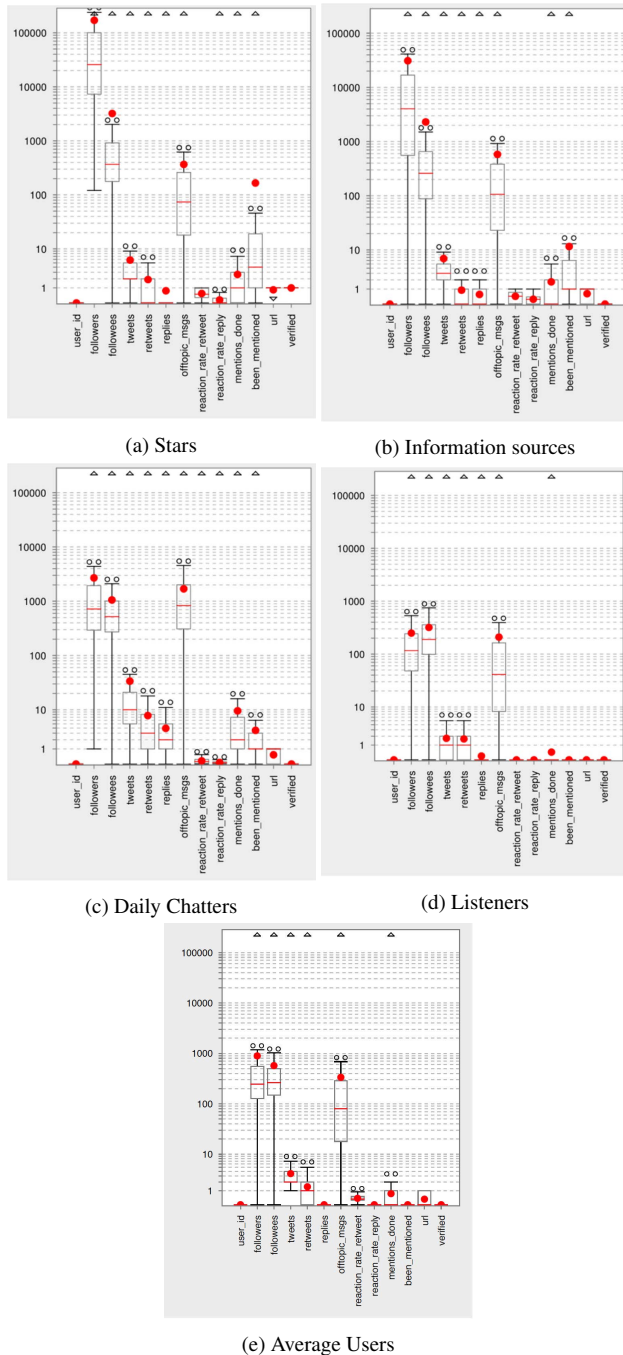 100000
10000
1000
100
10
1
user_id
followers
followees
tweets
retweets
replies
offtopic_msgs
reaction_rate_retweet
reaction_rate_reply
mentions_done
been_mentioned
url
verified
(a) Stars
100000
10000
1000
100
10
1
user_id
followers
followees
tweets
retweets
replies
offtopic_msgs
reaction_rate_retweet
reaction_rate_reply
mentions_done
been_mentioned
url
verified
(b) Information sources
100000
10000
1000
100
10
1
user_id
followers
followees
tweets
retweets
replies
offtopic_msgs
reaction_rate_retweet
reaction_rate_reply
mentions_done
been_mentioned
url
verified
(c) Daily Chatters
100000
10000
1000
100
10
1
user_id
followers
followees
tweets
retweets
replies
offtopic_msgs
reaction_rate_retweet
reaction_rate_reply
mentions_done
been_mentioned
url
verified
(d) Listeners
100000
10000
1000
100
10
1
user_id
followers
followees
tweets
retweets
replies
offtopic_msgs
reaction_rate_retweet
reaction_rate_reply
mentions_done
been_mentioned
url
verified
(e) Average Users